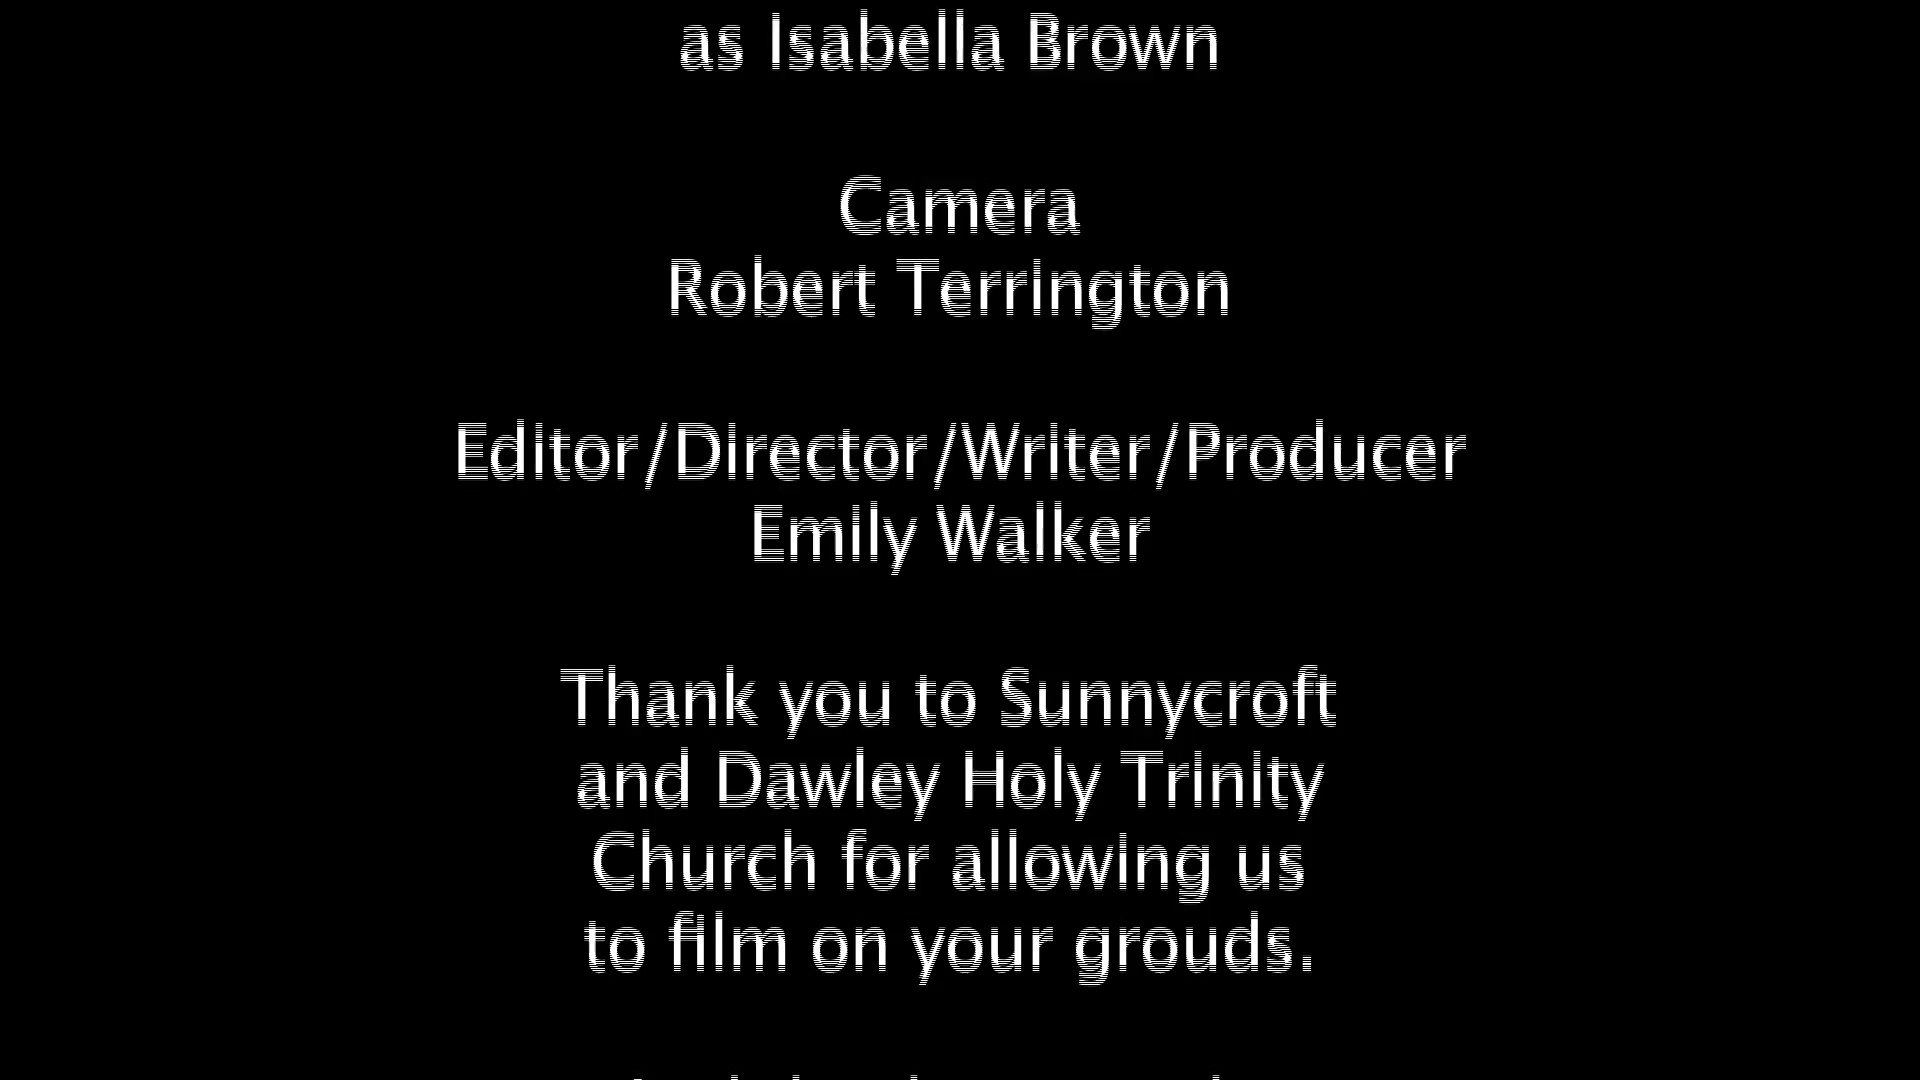 as Isabella Brown
Camera
Robert Terrington
Editor/Director/Writer/Producer
Emily Walker
Thank you to Sunnycroft
and Dawley Holy Trinity
Church for allowing us
to film on your grouds.